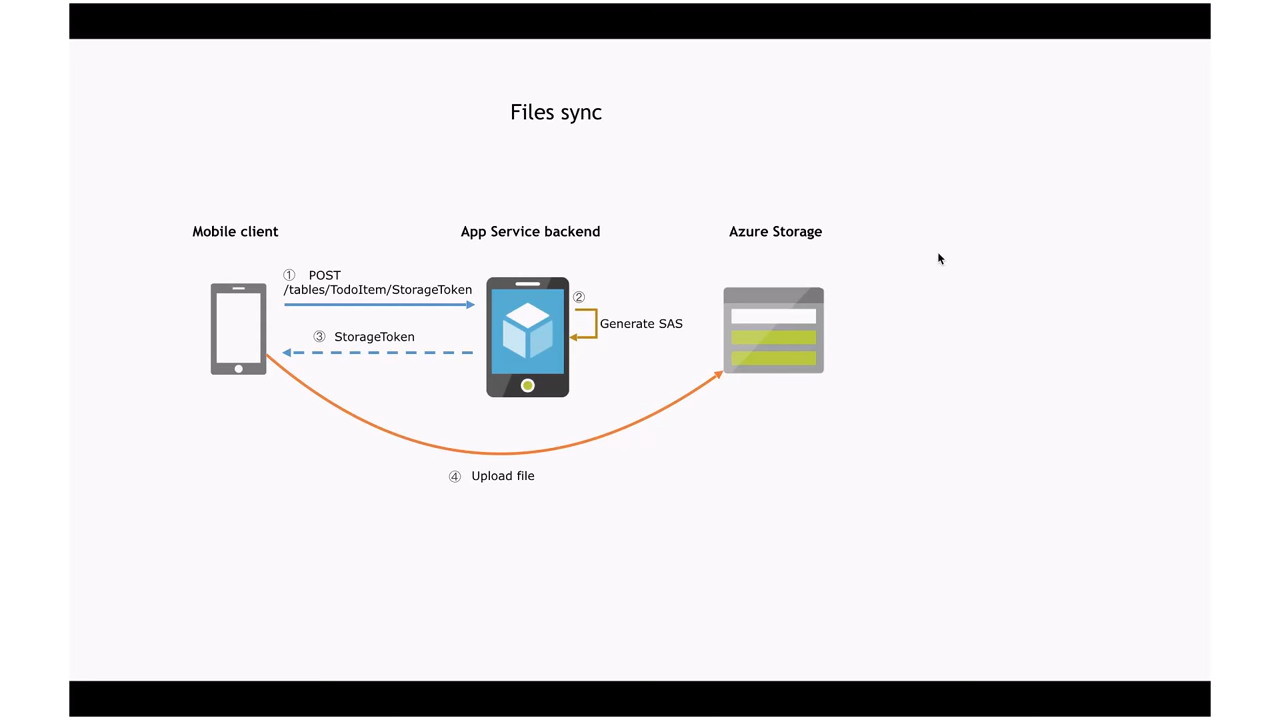 Files sync
Mobile client
App Service backend
Azure Storage
① POST
/tables/TodoItem/StorageToken
②
Generate SAS
③ StorageToken
④ Upload file